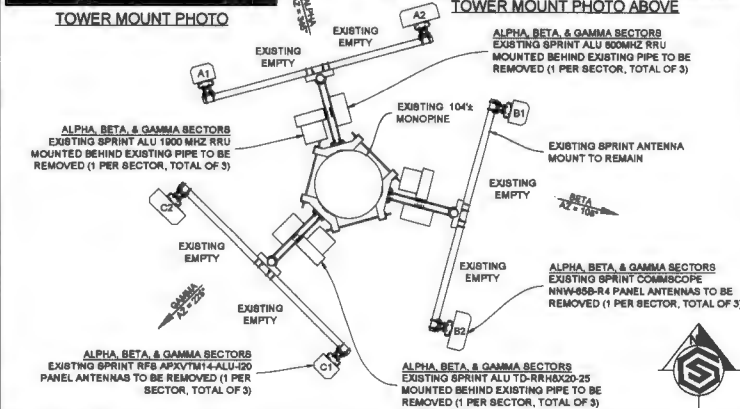 TOWER MOUNT PHOTO
TOWER MOUNT PHOTO ABOVE
ALPHA
A1
A2
EXISTING
EMPTY
EXISTING
EMPTY
ALPHA, BETA, & GAMMA SECTORS
EXISTING SPRINT ALU 800MHZ RRU
MOUNTED BEHIND EXISTING PIPE TO BE
REMOVED (1 PER SECTOR, TOTAL OF 3)
EXISTING 104'±
MONOPINE
ALPHA, BETA, & GAMMA SECTORS
EXISTING SPRINT ALU 1900 MHZ RRU
MOUNTED BEHIND EXISTING PIPE TO BE
REMOVED (1 PER SECTOR, TOTAL OF 3)
B1
EXISTING SPRINT ANTENNA
MOUNT TO REMAIN
EXISTING
EMPTY
BETA
AZ = 108°
C2
EXISTING
EMPTY
EXISTING
EMPTY
ALPHA, BETA, & GAMMA SECTORS
EXISTING SPRINT COMMSCOPE
NNW-65B-R4 PANEL ANTENNAS TO BE
REMOVED (1 PER SECTOR, TOTAL OF 3)
B2
GAMMA
AZ = 228°
EXISTING
EMPTY
ALPHA, BETA, & GAMMA SECTORS
EXISTING SPRINT RFS APXVTM14-ALU-I20
PANEL ANTENNAS TO BE REMOVED (1 PER
SECTOR, TOTAL OF 3)
C1
ALPHA, BETA, & GAMMA SECTORS
EXISTING SPRINT ALU TD-RRH8X20-25
MOUNTED BEHIND EXISTING PIPE TO BE
REMOVED (1 PER SECTOR, TOTAL OF 3)
N